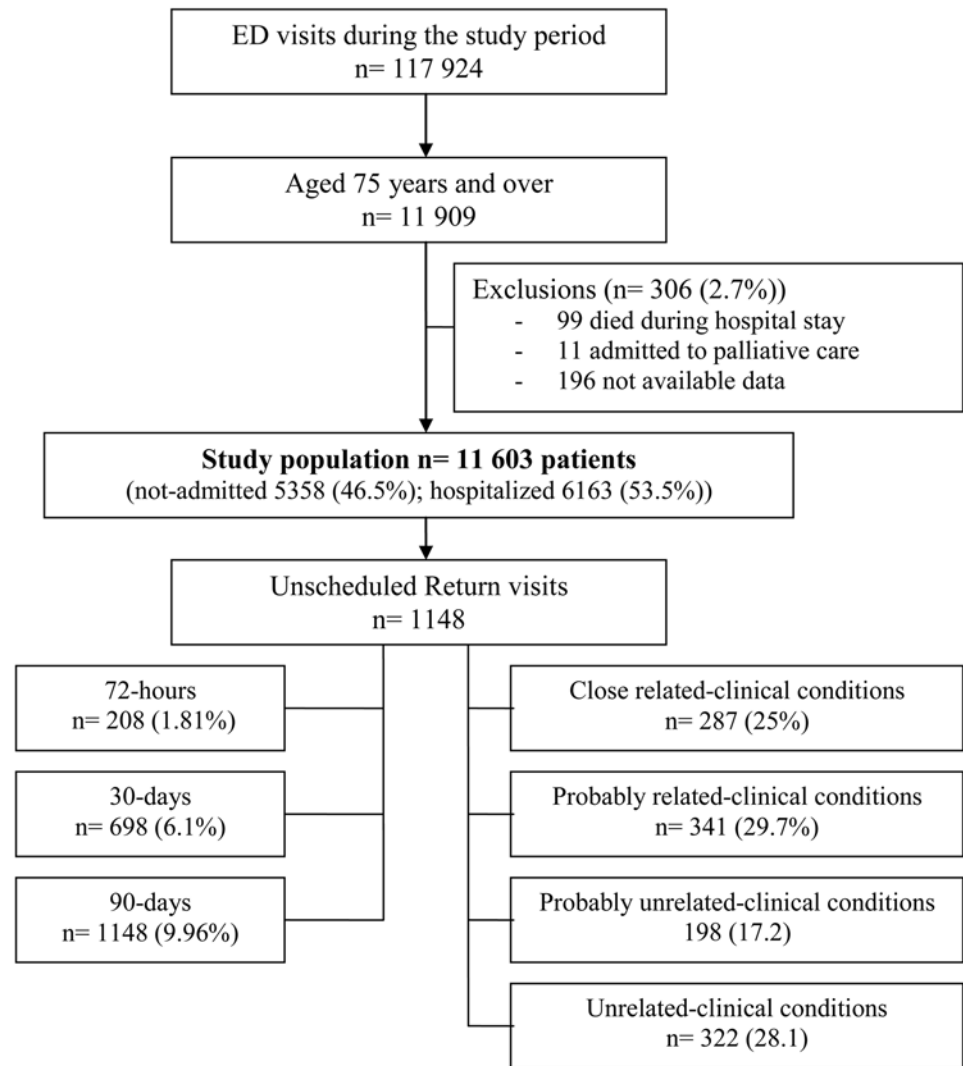 ED visits during the study period
n= 117 924
Aged 75 years and over
n= 11 909
Exclusions (n= 306 (2.7%))
- 99 died during hospital stay
- 11 admitted to palliative care
- 196 not available data
Study population n= 11 603 patients
(not-admitted 5358 (46.5%); hospitalized 6163 (53.5%))
Unscheduled Return visits
n= 1148
72-hours
n= 208 (1.81%)
30-days
n= 698 (6.1%)
90-days
n= 1148 (9.96%)
Close related-clinical conditions
n= 287 (25%)
Probably related-clinical conditions
n= 341 (29.7%)
Probably unrelated-clinical conditions
198 (17.2)
Unrelated-clinical conditions
n= 322 (28.1)